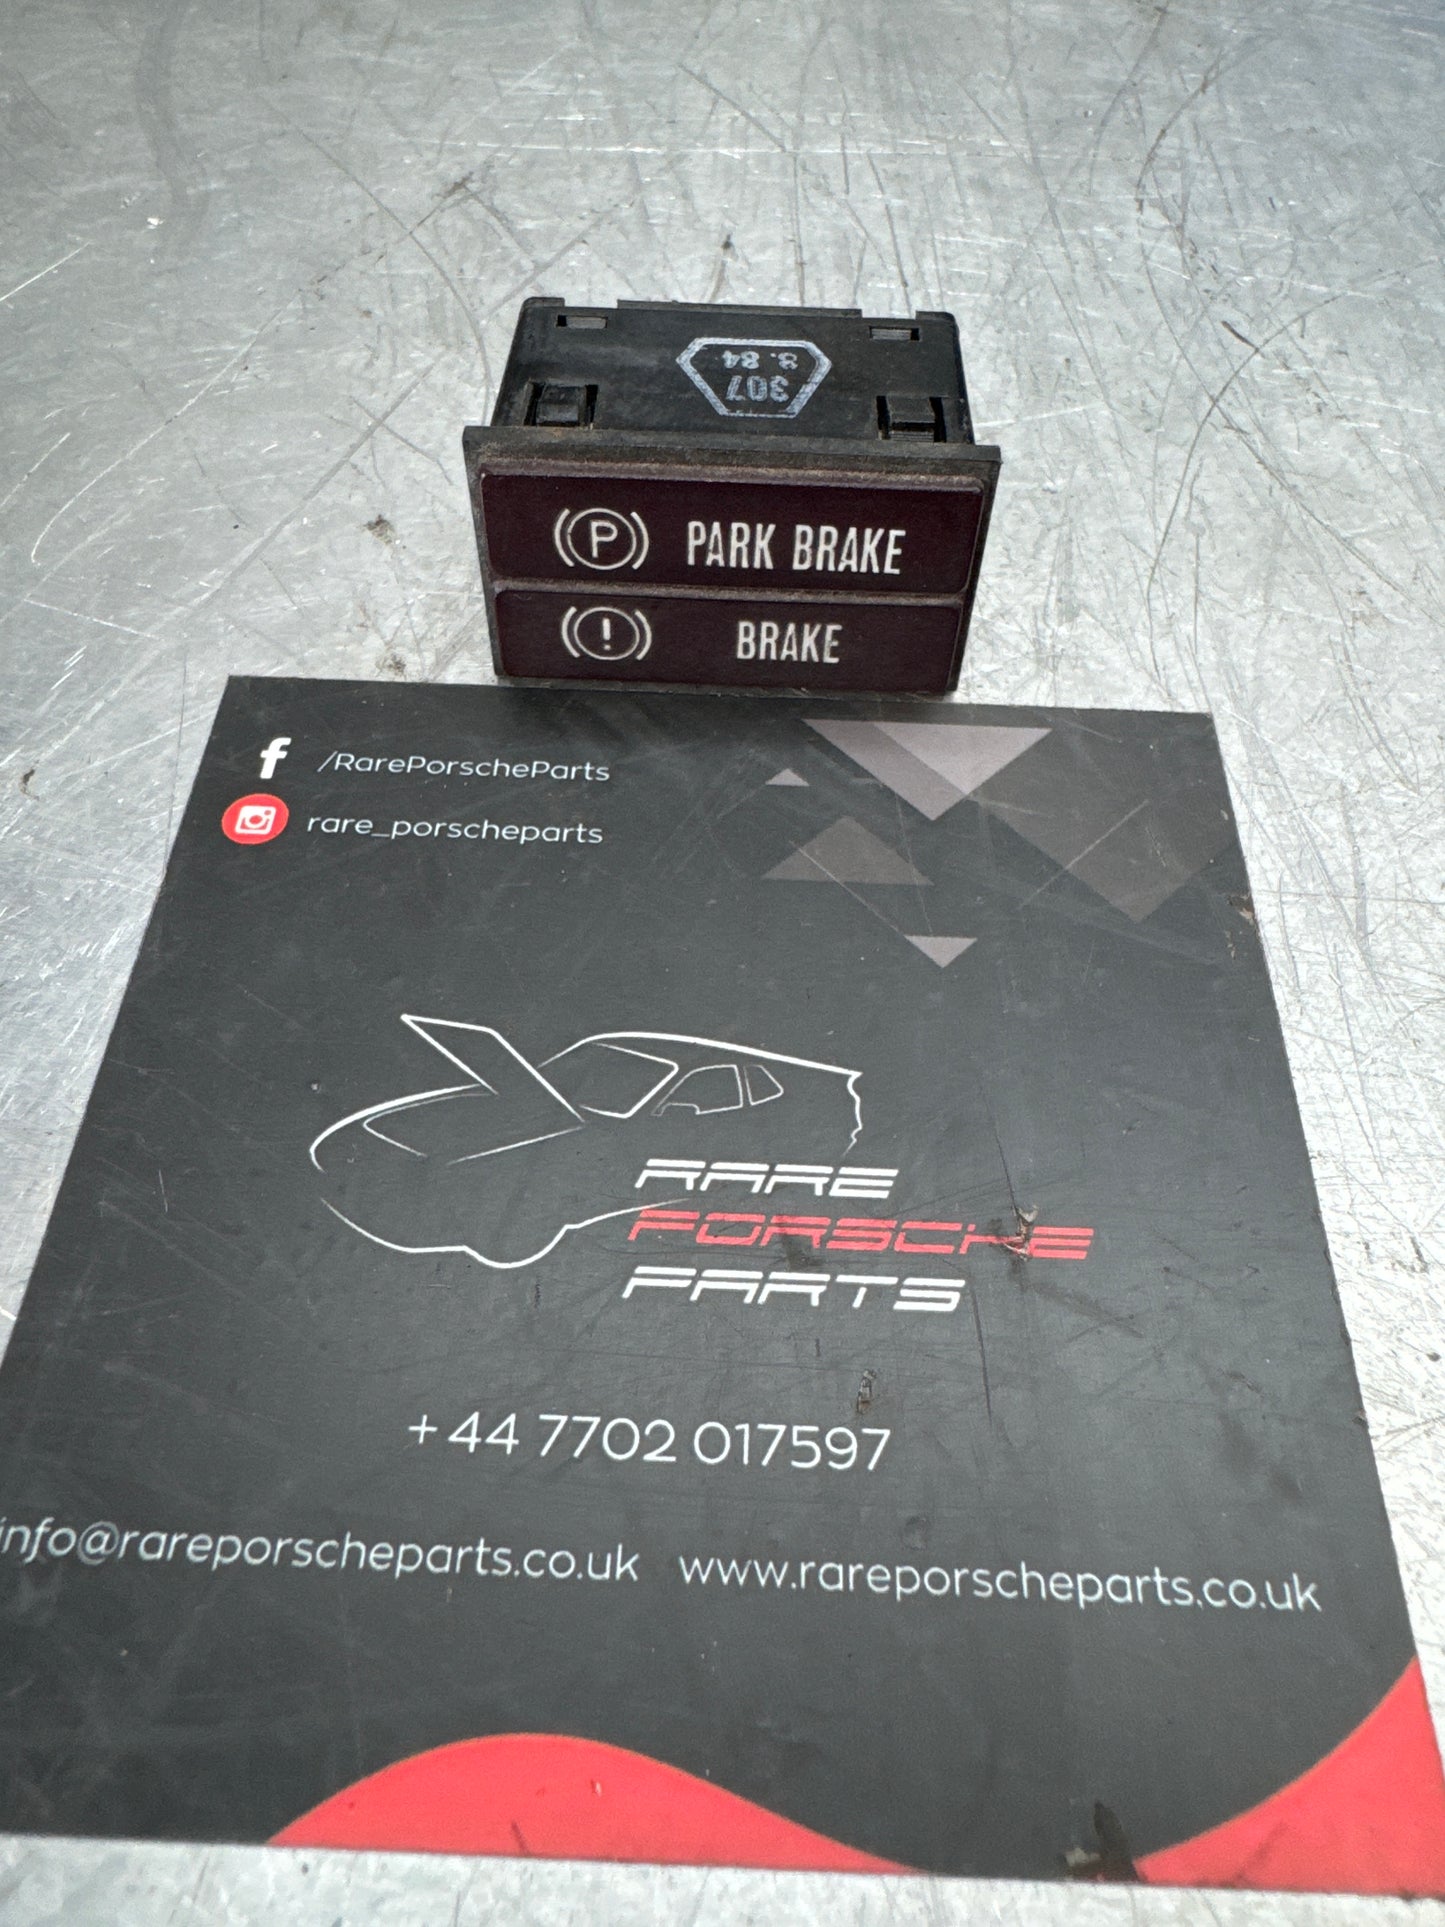 307
8.84
P PARK BRAKE
! BRAKE
f /RarePorscheParts
rare_porscheparts
RARE
PORSCHE
PARTS
+44 7702 017597
info@rareporscheparts.co.uk www.rareporscheparts.co.uk